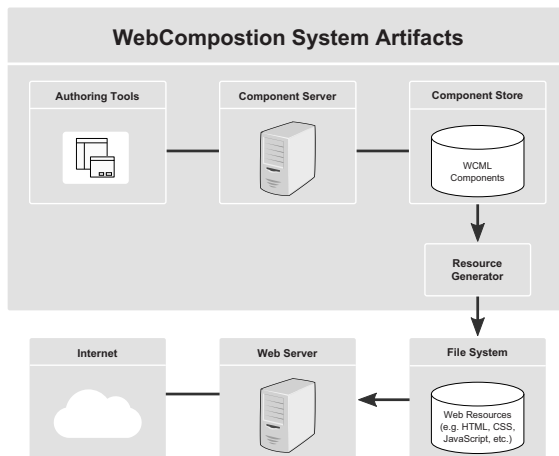 WebCompostion System Artifacts
Authoring Tools
Component Server
Component Store
WCML
Components
Resource
Generator
Internet
Web Server
File System
Web Resources
(e.g. HTML, CSS,
JavaScript, etc.)